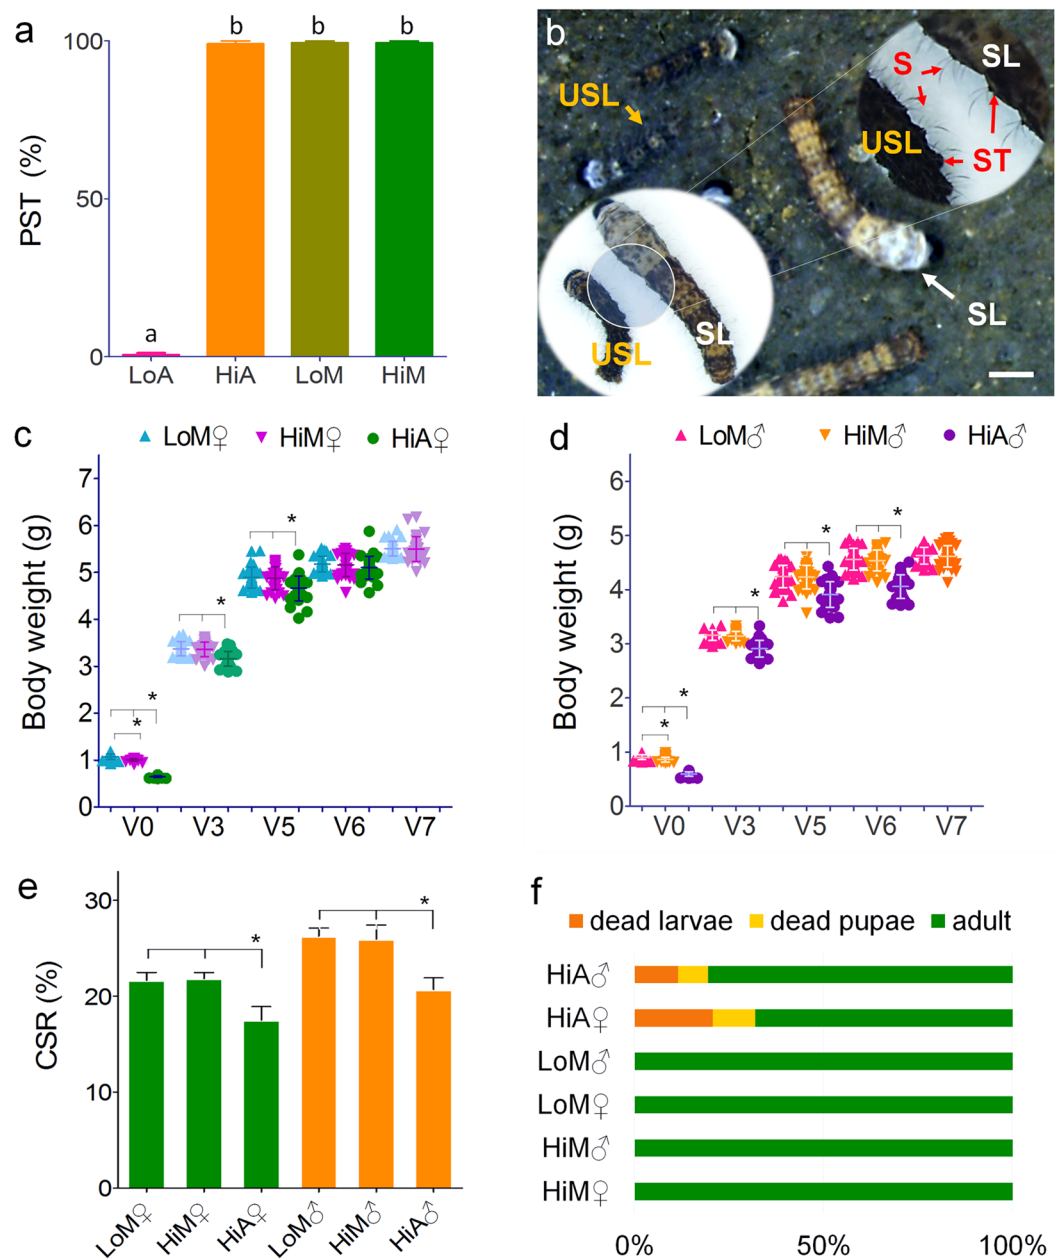 a
PST (%)
100
50
0
b
b
b
a
LoA
HiA
LoM
HiM
b
USL
S
SL
USL
ST
SL
SL
USL
c
LoM♀
HiM♀
HiA♀
Body weight (g)
7
6
5
4
3
2
1
0
*
*
*
*
V0
V3
V5
V6
V7
d
LoM♂
HiM♂
HiA♂
Body weight (g)
6
5
4
3
2
1
0
*
*
*
*
*
V0
V3
V5
V6
V7
e
CSR (%)
30
20
10
0
*
*
LoM♀
HiM♀
HiA♀
LoM♂
HiM♂
HiA♂
f
dead larvae
dead pupae
adult
HiA♂
HiA♀
LoM♂
LoM♀
HiM♂
HiM♀
0%
50%
100%